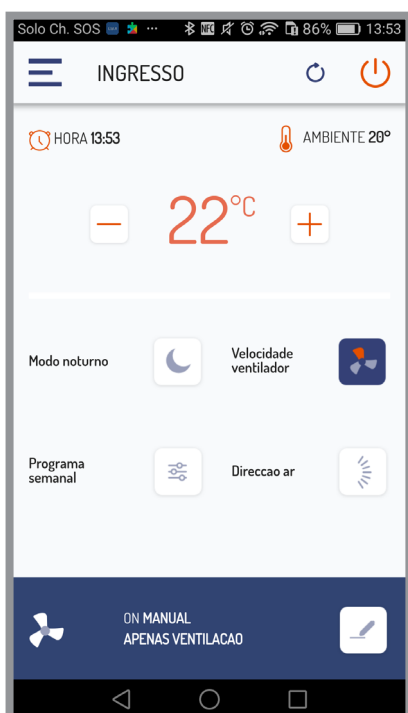 Solo Ch. SOS ... NFC 86% 13:53
INGRESSO
HORA 13:53 AMBIENTE 20°
22°C
Modo noturno
Velocidade
ventilador
Programa
semanal
Direccao ar
ON MANUAL
APENAS VENTILACAO